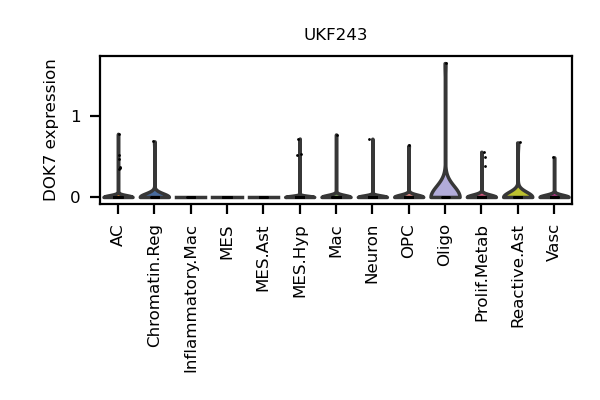 UKF243
DOK7 expression
1
0
AC
Chromatin.Reg
Inflammatory.Mac
MES
MES.Ast
MES.Hyp
Mac
Neuron
OPC
Oligo
Prolif.Metab
Reactive.Ast
Vasc